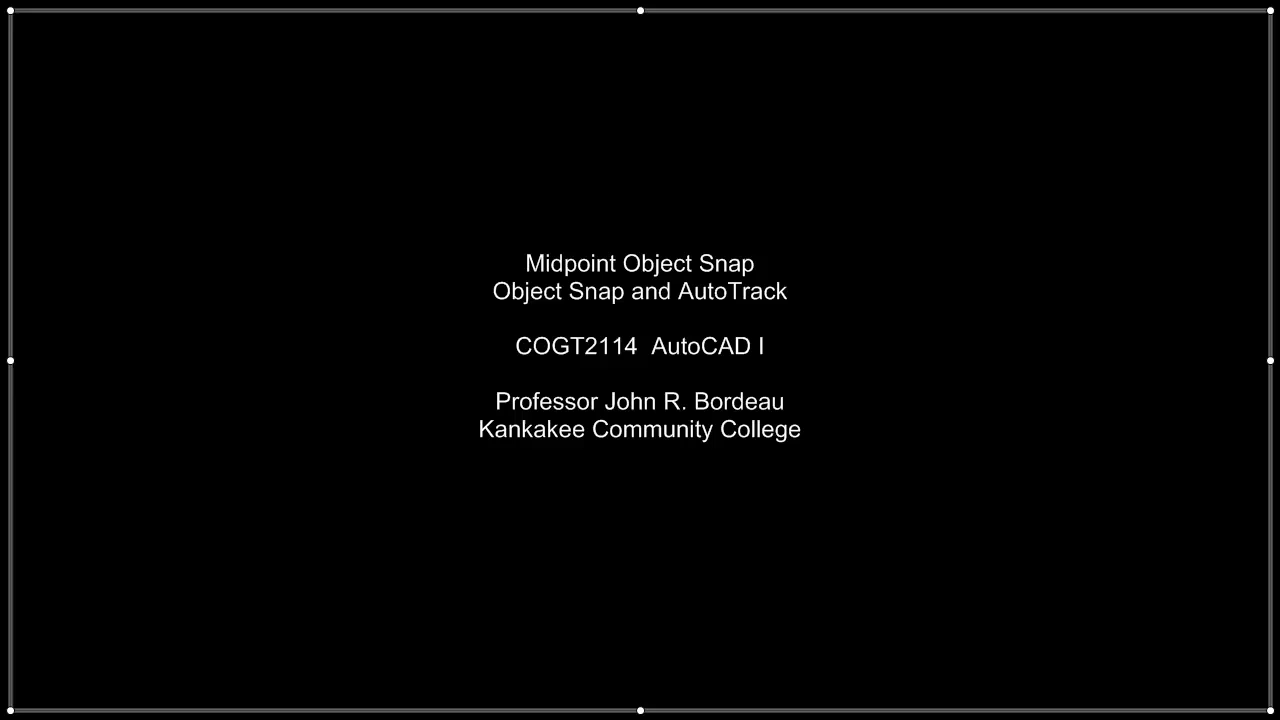 Midpoint Object Snap
Object Snap and AutoTrack
COGT2114  AutoCAD I
Professor John R. Bordeau
Kankakee Community College